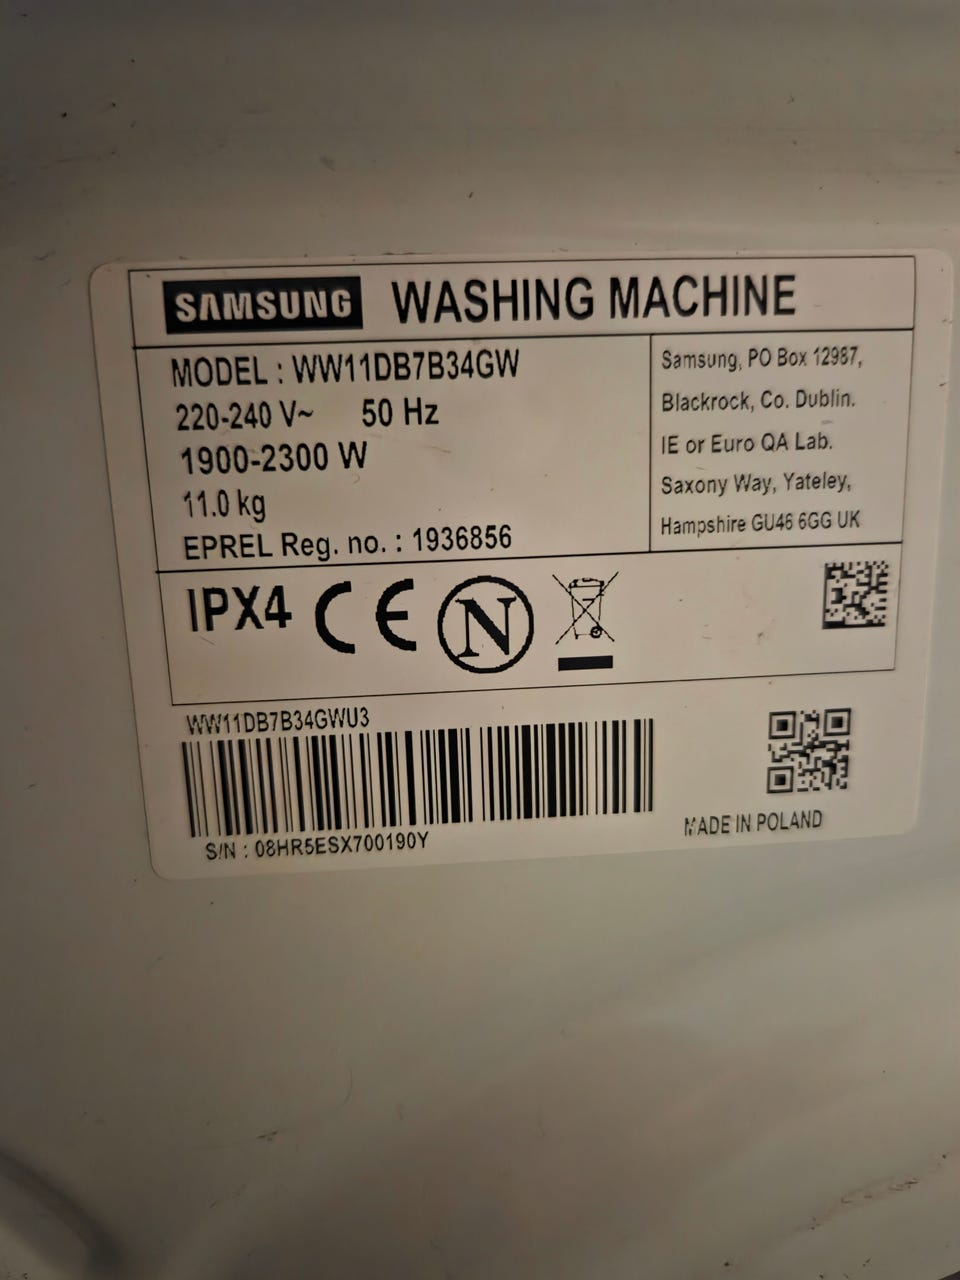 SAMSUNG WASHING MACHINE
MODEL : WW11DB7B34GW
220-240 V~ 50 Hz
1900-2300 W
11.0 kg
EPREL Reg. no. : 1936856
Samsung, PO Box 12987,
Blackrock, Co. Dublin.
IE or Euro QA Lab.
Saxony Way, Yateley,
Hampshire GU46 6GG UK
IPX4 CE N
WW11DB7B34GWU3
S/N : 08HR5ESX700190Y
MADE IN POLAND